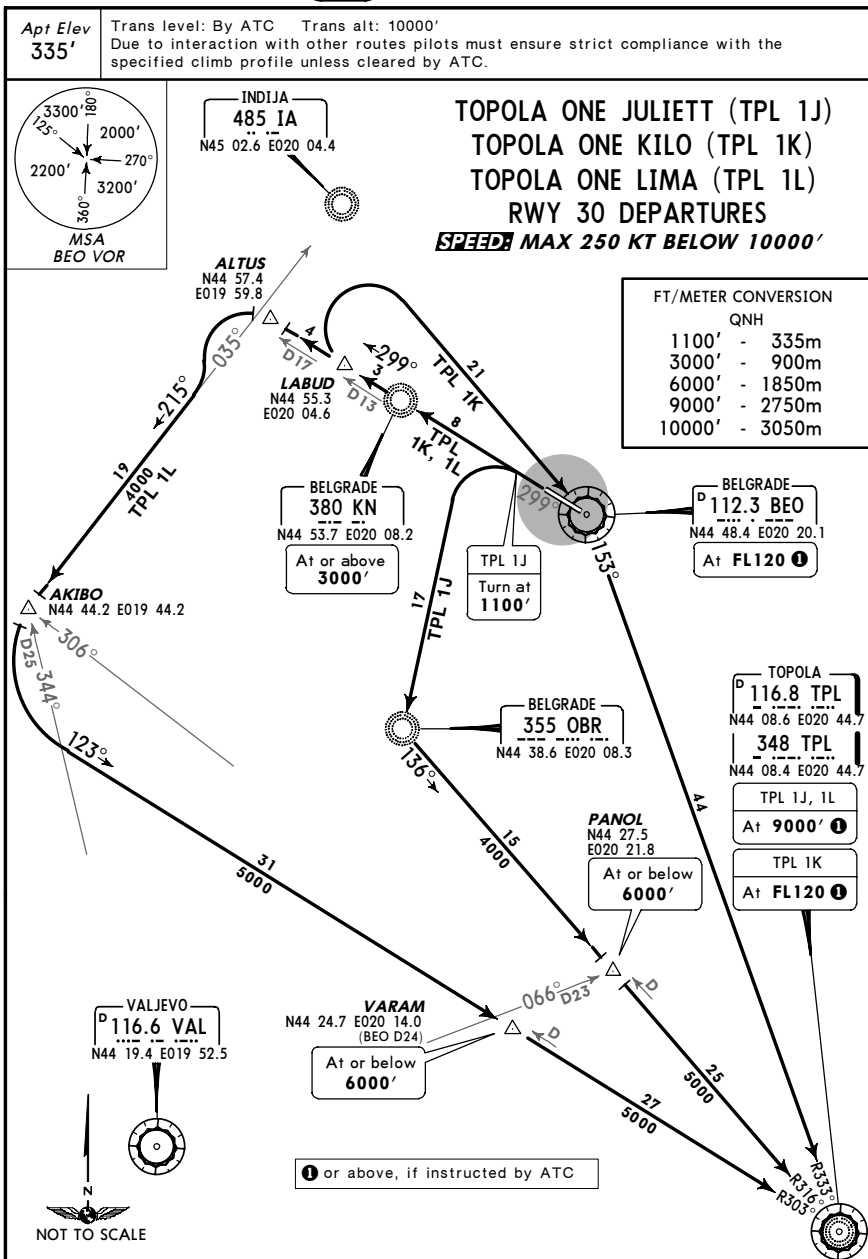 Apt Elev
335'
Trans level: By ATC Trans alt: 10000'
Due to interaction with other routes pilots must ensure strict compliance with the
specified climb profile unless cleared by ATC.
3300'
180°
125°
2000'
270°
2200'
3200'
360°
MSA
BEO VOR
INDIJA
485 IA
N45 02.6 E020 04.4
TOPOLA ONE JULIETT (TPL 1J)
TOPOLA ONE KILO (TPL 1K)
TOPOLA ONE LIMA (TPL 1L)
RWY 30 DEPARTURES
SPEED: MAX 250 KT BELOW 10000'
FT/METER CONVERSION
QNH
1100' - 335m
3000' - 900m
6000' - 1850m
9000' - 2750m
10000' - 3050m
ALTUS
N44 57.4
E019 59.8
035°
215°
4
D17
299°
3
D13
21
TPL 1K
LABUD
N44 55.3
E020 04.6
8
TPL
1K, 1L
19
4000
TPL 1L
BELGRADE
380 KN
N44 53.7 E020 08.2
At or above
3000'
299°
BELGRADE
D 112.3 BEO
N44 48.4 E020 20.1
At FL120 ❶
153°
TPL 1J
Turn at
1100'
17
TPL 1J
AKIBO
N44 44.2 E019 44.2
D25
344°
306°
123°
BELGRADE
355 OBR
N44 38.6 E020 08.3
136°
TOPOLA
D 116.8 TPL
N44 08.6 E020 44.7
348 TPL
N44 08.4 E020 44.7
TPL 1J, 1L
At 9000' ❶
TPL 1K
At FL120 ❶
44
15
4000
PANOL
N44 27.5
E020 21.8
At or below
6000'
31
5000
VARAM
N44 24.7 E020 14.0
(BEO D24)
At or below
6000'
066°
D23
D
D
VALJEVO
D 116.6 VAL
N44 19.4 E019 52.5
25
5000
27
5000
R333°
R316°
R303°
❶ or above, if instructed by ATC
N
NOT TO SCALE